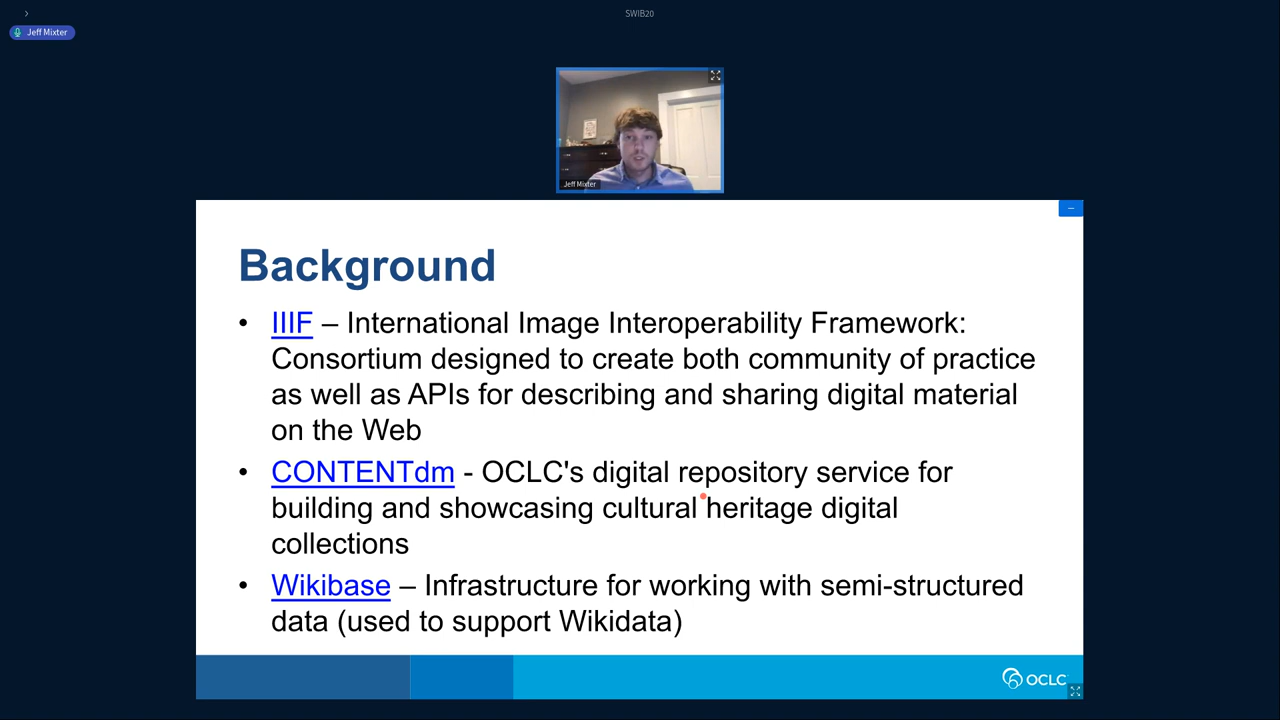 SWIB20
Jeff Mixter
Jeff Mixter
Background
• IIIF – International Image Interoperability Framework:
Consortium designed to create both community of practice
as well as APIs for describing and sharing digital material
on the Web
• CONTENTdm - OCLC's digital repository service for
building and showcasing cultural heritage digital
collections
• Wikibase – Infrastructure for working with semi-structured
data (used to support Wikidata)
OCLC